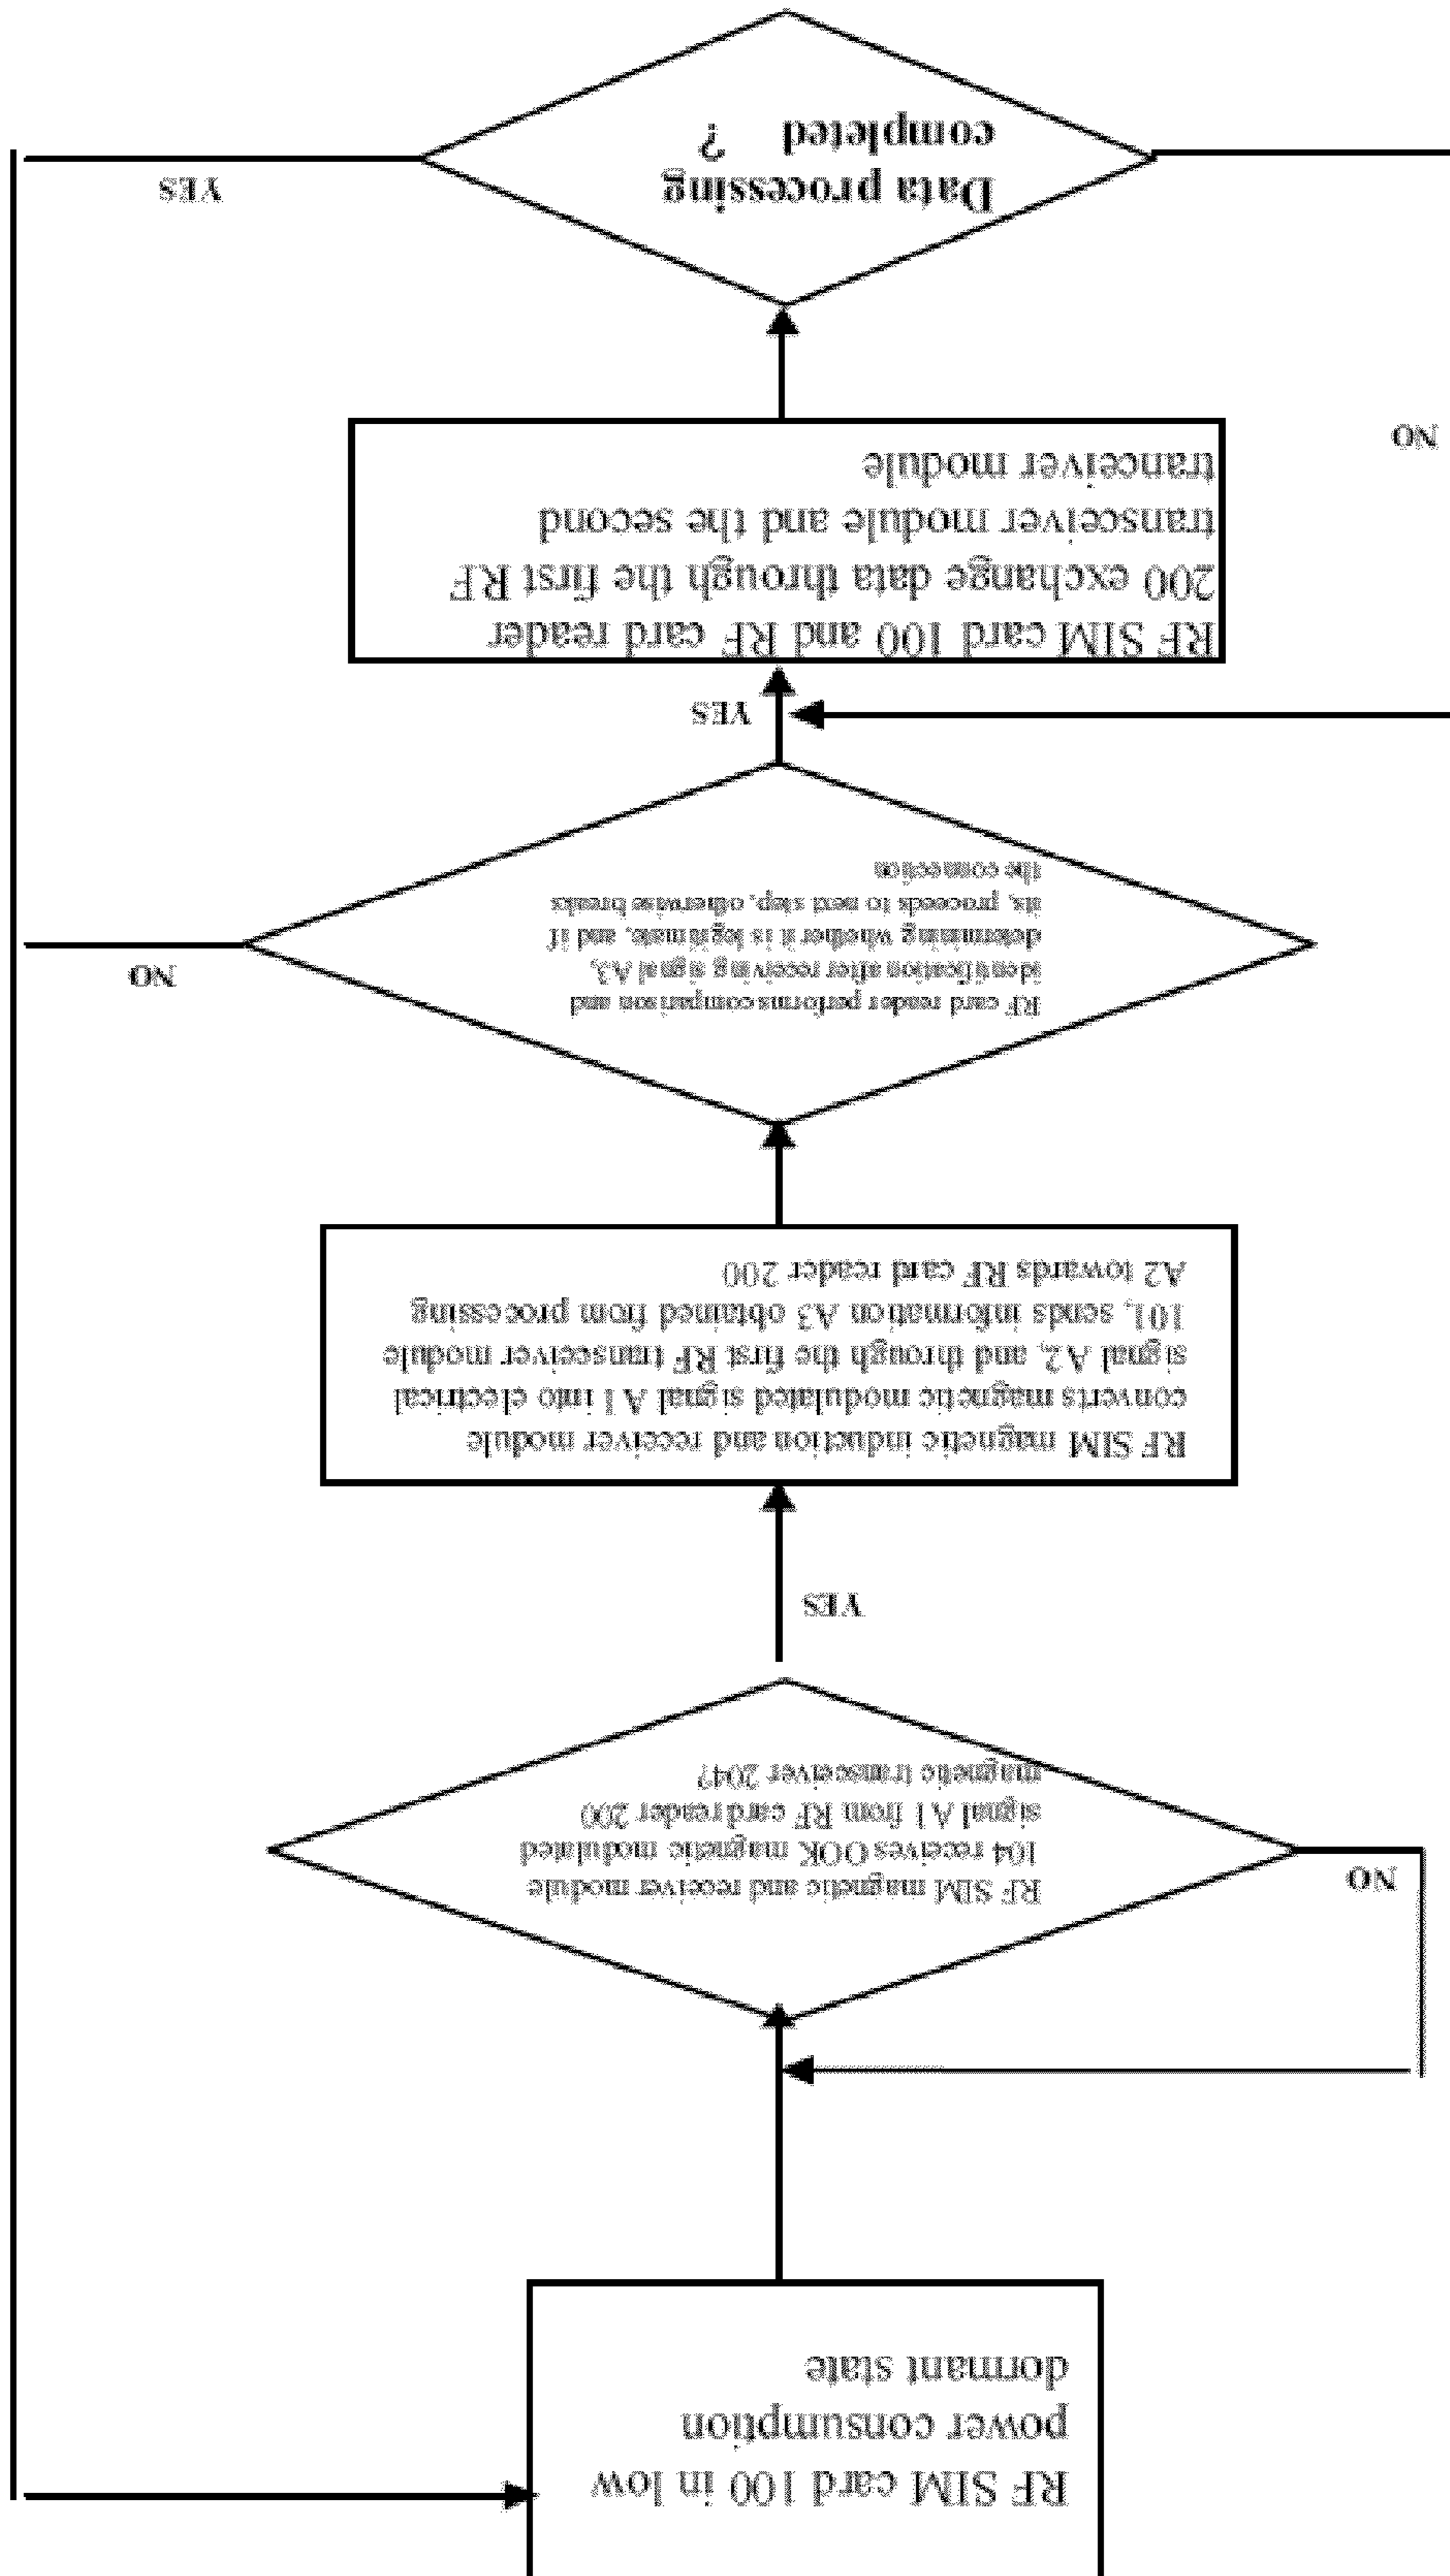 RF SIM card 100 in low
power consumption
dormant state
RF SIM magnetic and receiver module
104 receives OOK magnetic modulated
signal A1 from RF card reader 200
magnetic transceiver 204?
NO
YES
RF SIM magnetic induction and receiver module
converts magnetic modulated signal A1 into electrical
signal A2, and through the first RF transceiver module
101, sends information A3 obtained from processing
A2 towards RF card reader 200
RF card reader performs comparison and
identification after receiving signal A3,
determining whether it is legitimate, and if
its, proceeds to next step, otherwise breaks
the connection
NO
YES
RF SIM card 100 and RF card reader
200 exchange data through the first RF
transceiver module and the second
tranceiver module
NO
Data processing
completed ?
YES